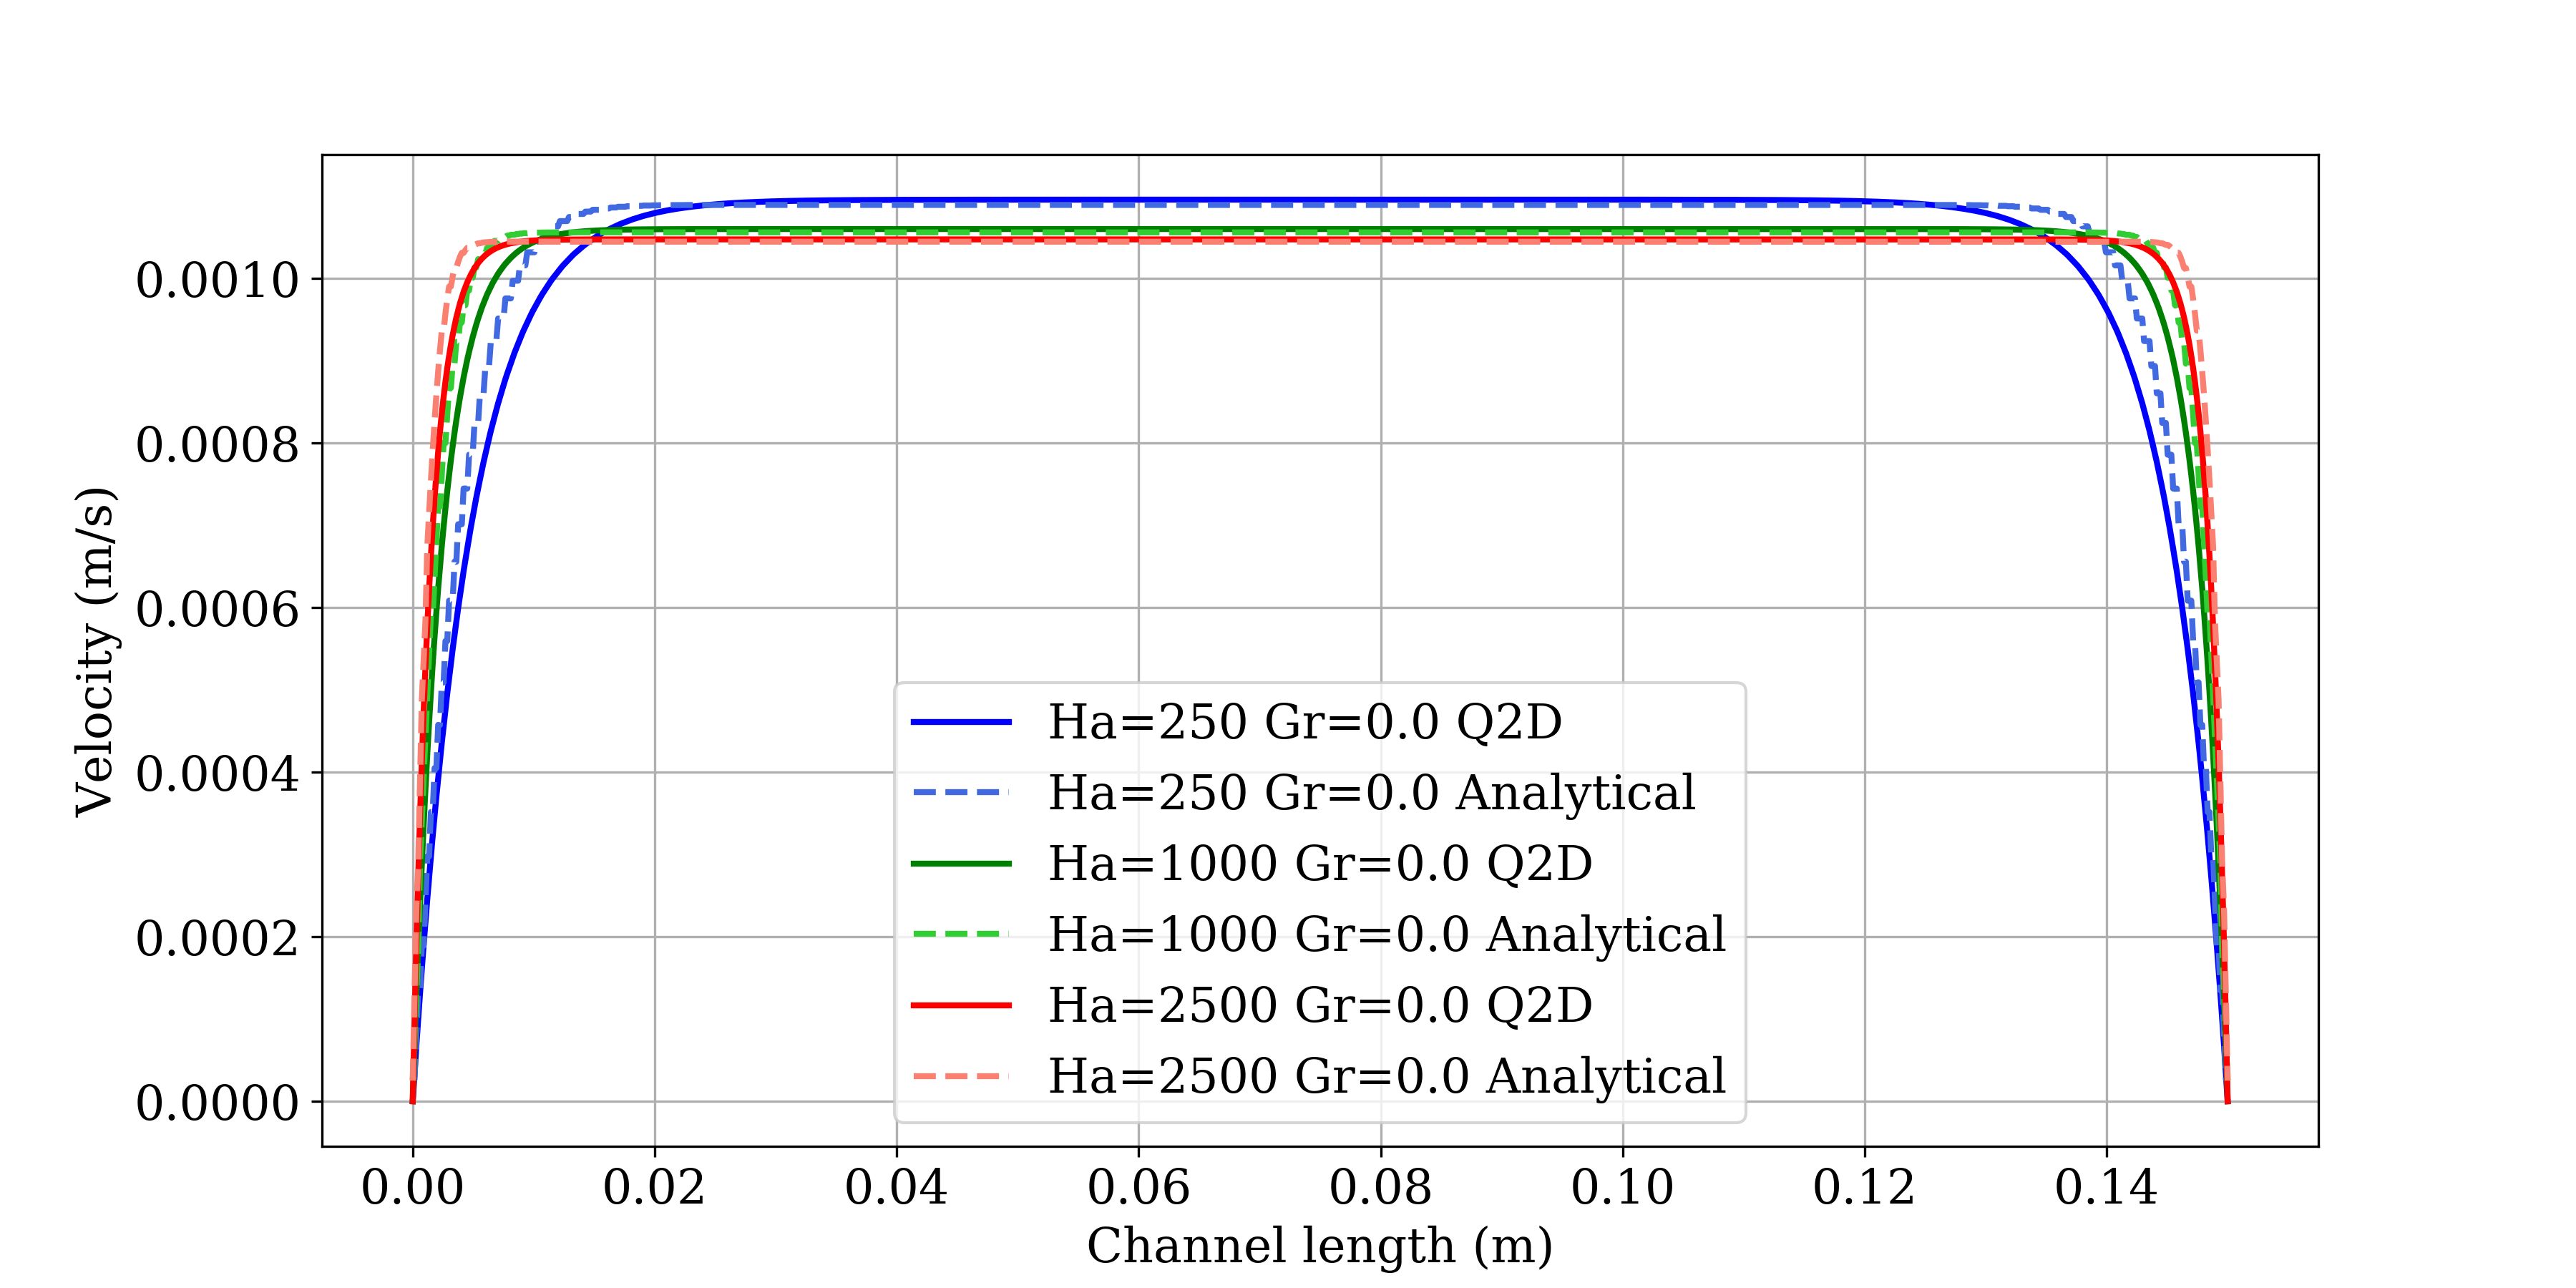 Velocity (m/s)
0.0010
0.0008
0.0006
0.0004
0.0002
0.0000
Ha=250 Gr=0.0 Q2D
Ha=250 Gr=0.0 Analytical
Ha=1000 Gr=0.0 Q2D
Ha=1000 Gr=0.0 Analytical
Ha=2500 Gr=0.0 Q2D
Ha=2500 Gr=0.0 Analytical
0.00 0.02 0.04 0.06 0.08 0.10 0.12 0.14
Channel length (m)